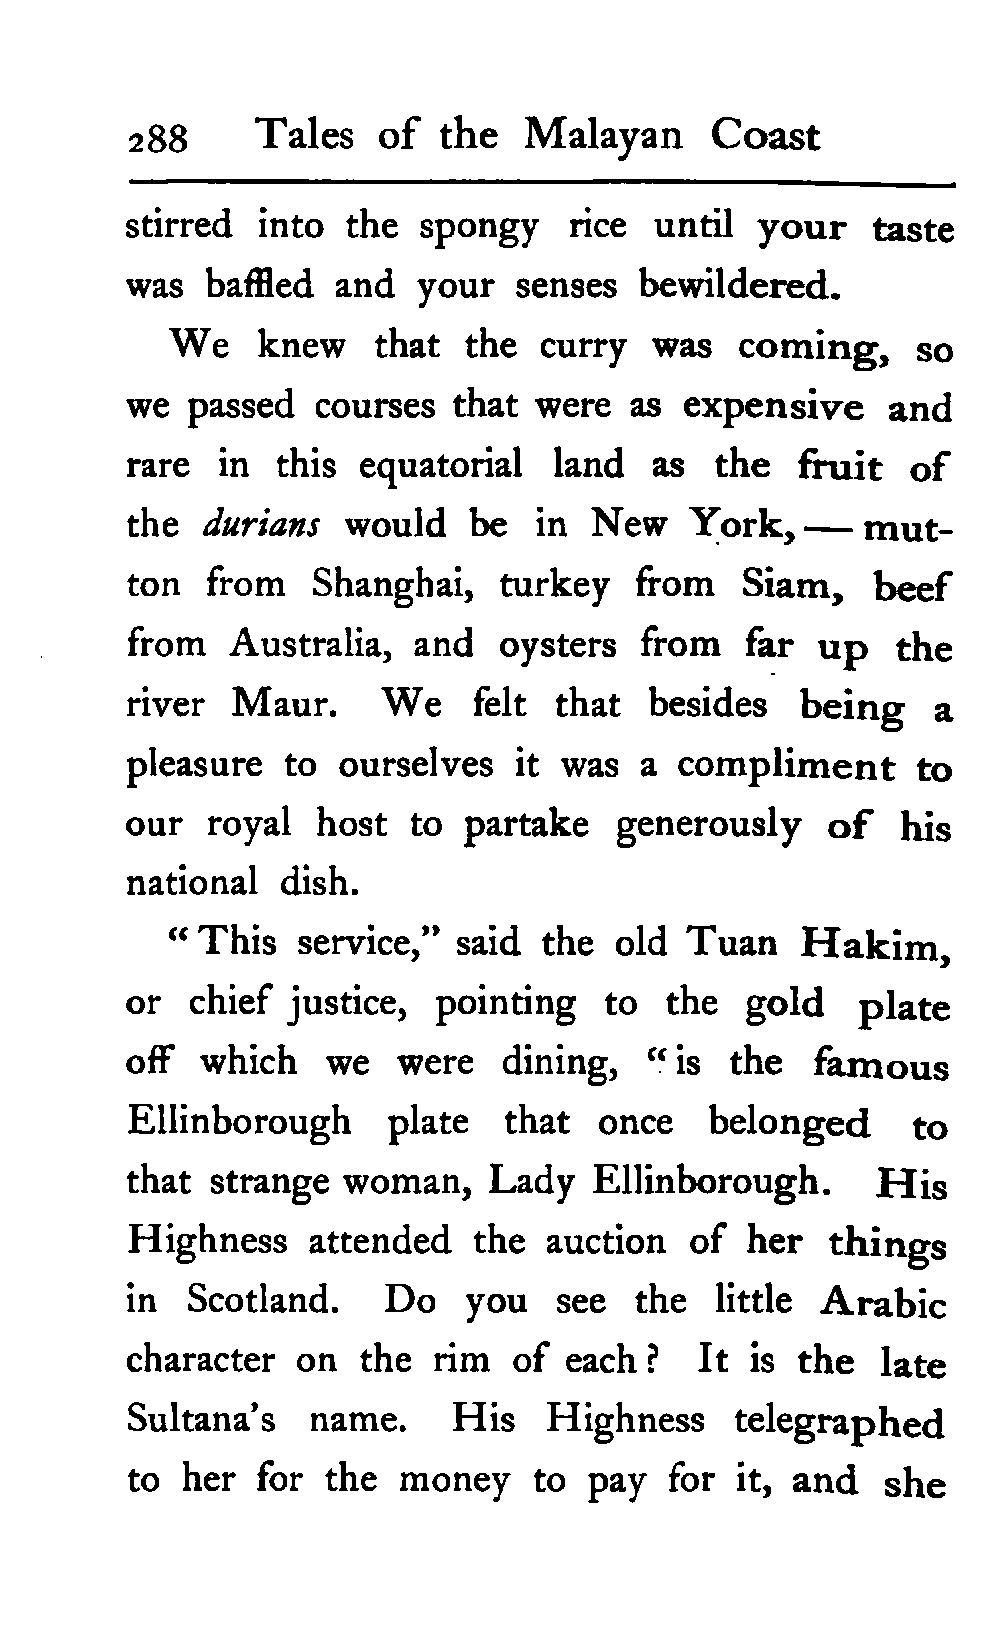 288 Tales of the Malayan Coast
stirred into the spongy rice until your taste
was baffled and your senses bewildered.
We knew that the curry was coming, so
we passed courses that were as expensive and
rare in this equatorial land as the fruit of
the durians would be in New York, — mut-
ton from Shanghai, turkey from Siam, beef
from Australia, and oysters from far up the
river Maur. We felt that besides being a
pleasure to ourselves it was a compliment to
our royal host to partake generously of his
national dish.
“This service,” said the old Tuan Hakim,
or chief justice, pointing to the gold plate
off which we were dining, “is the famous
Ellinborough plate that once belonged to
that strange woman, Lady Ellinborough. His
Highness attended the auction of her things
in Scotland. Do you see the little Arabic
character on the rim of each? It is the late
Sultana’s name. His Highness telegraphed
to her for the money to pay for it, and she